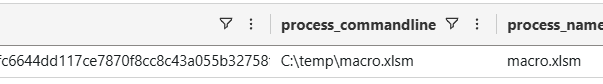 process_commandline process_name
fc6644dd117ce7870f8cc8c43a055b32758 C:\temp\macro.xlsm macro.xlsm